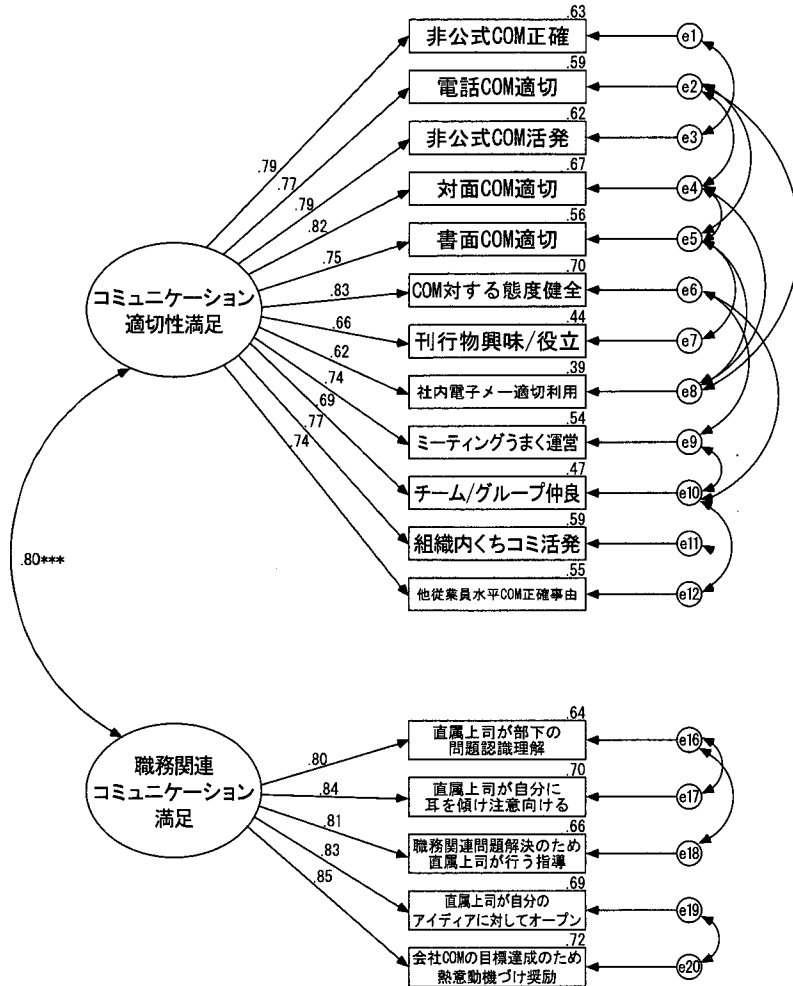 .63
非公式COM正確
e1
.59
電話COM適切
e2
.62
非公式COM活発
e3
.67
対面COM適切
e4
.56
書面COM適切
e5
.70
COM対する態度健全
e6
.44
刊行物興味/役立
e7
.39
社内電子メー適切利用
e8
.54
ミーティングうまく運営
e9
.47
チーム/グループ仲良
e10
.59
組織内くちコミ活発
e11
.55
他従業員水平COM正確事由
e12
.79
.77
.79
.82
.75
.83
.66
.62
.74
.69
.77
.74
コミュニケーション
適切性満足
.80***
職務関連
コミュニケーション
満足
.80
.84
.81
.83
.85
.64
直属上司が部下の
問題認識理解
e16
.70
直属上司が自分に
耳を傾け注意向ける
e17
.66
職務関連問題解決のため
直属上司が行う指導
e18
.69
直属上司が自分の
アイディアに対してオープン
e19
.72
会社COMの目標達成のため
熱意動機づけ奨励
e20